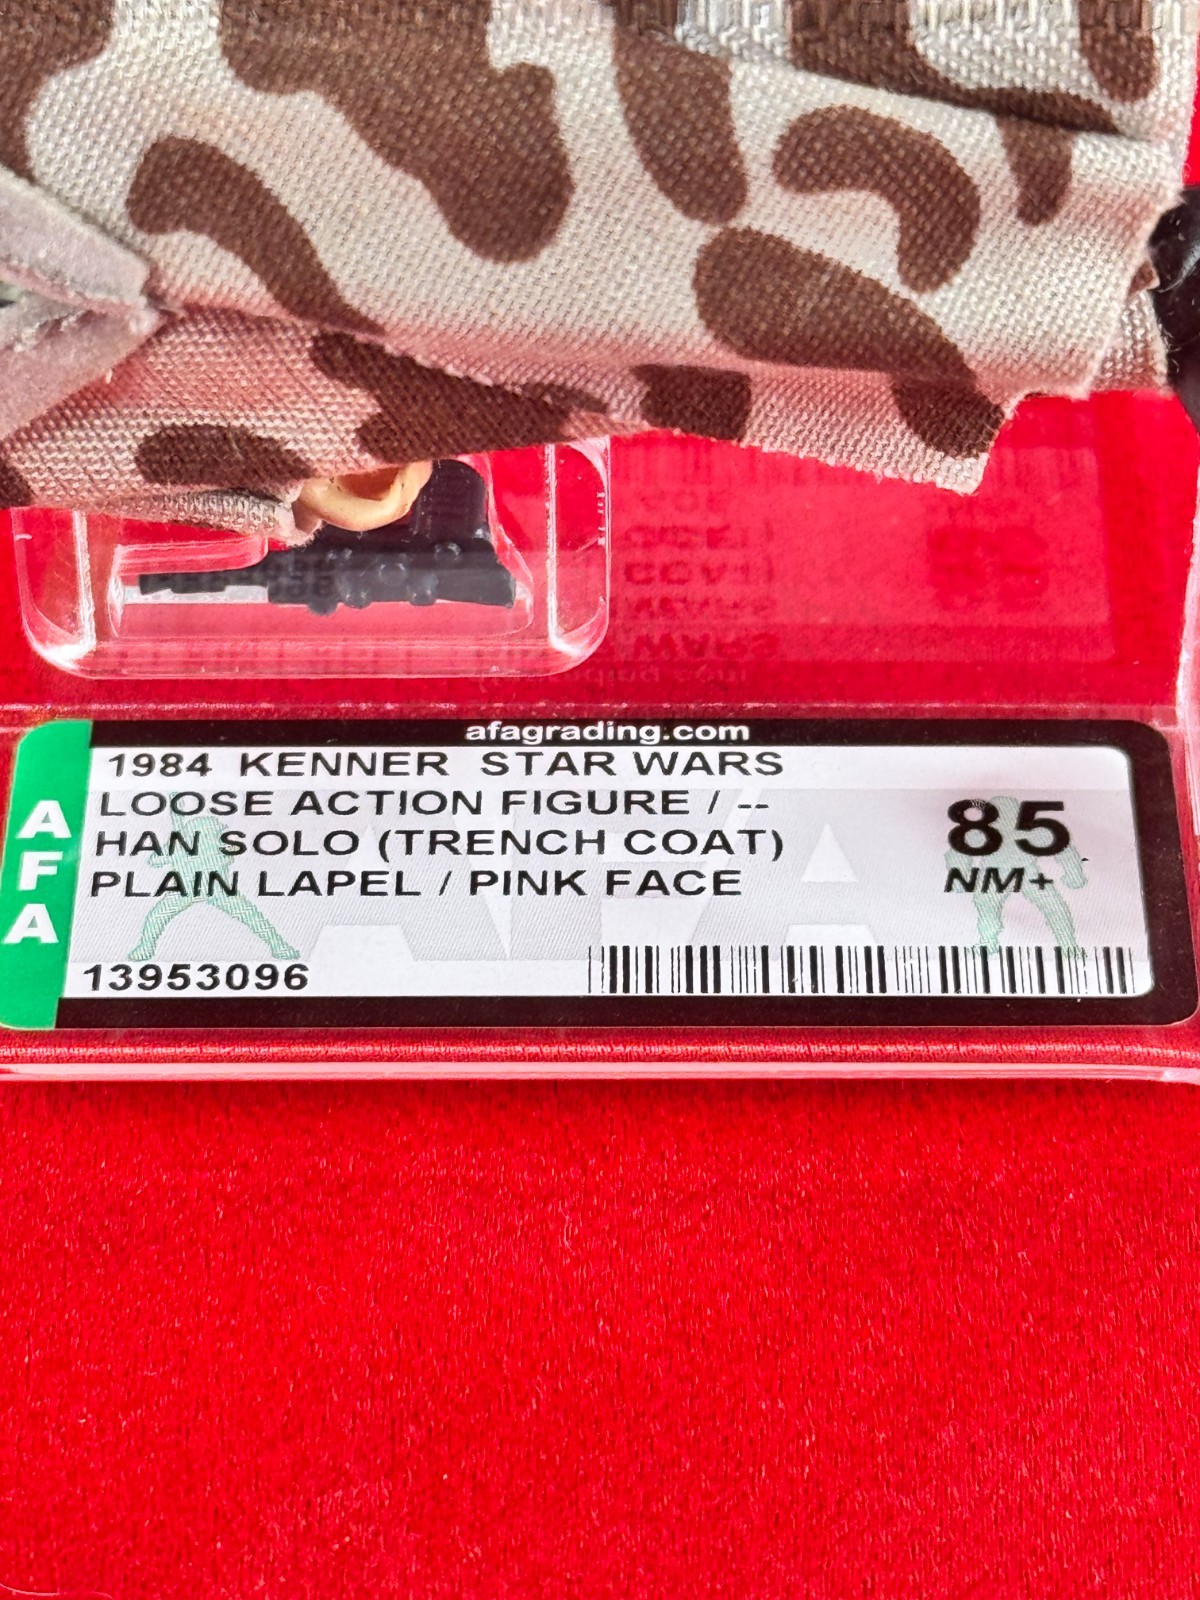 afagrading.com
1984 KENNER STAR WARS
LOOSE ACTION FIGURE / --
HAN SOLO (TRENCH COAT)
PLAIN LAPEL / PINK FACE
85
NM+
13953096
AFA